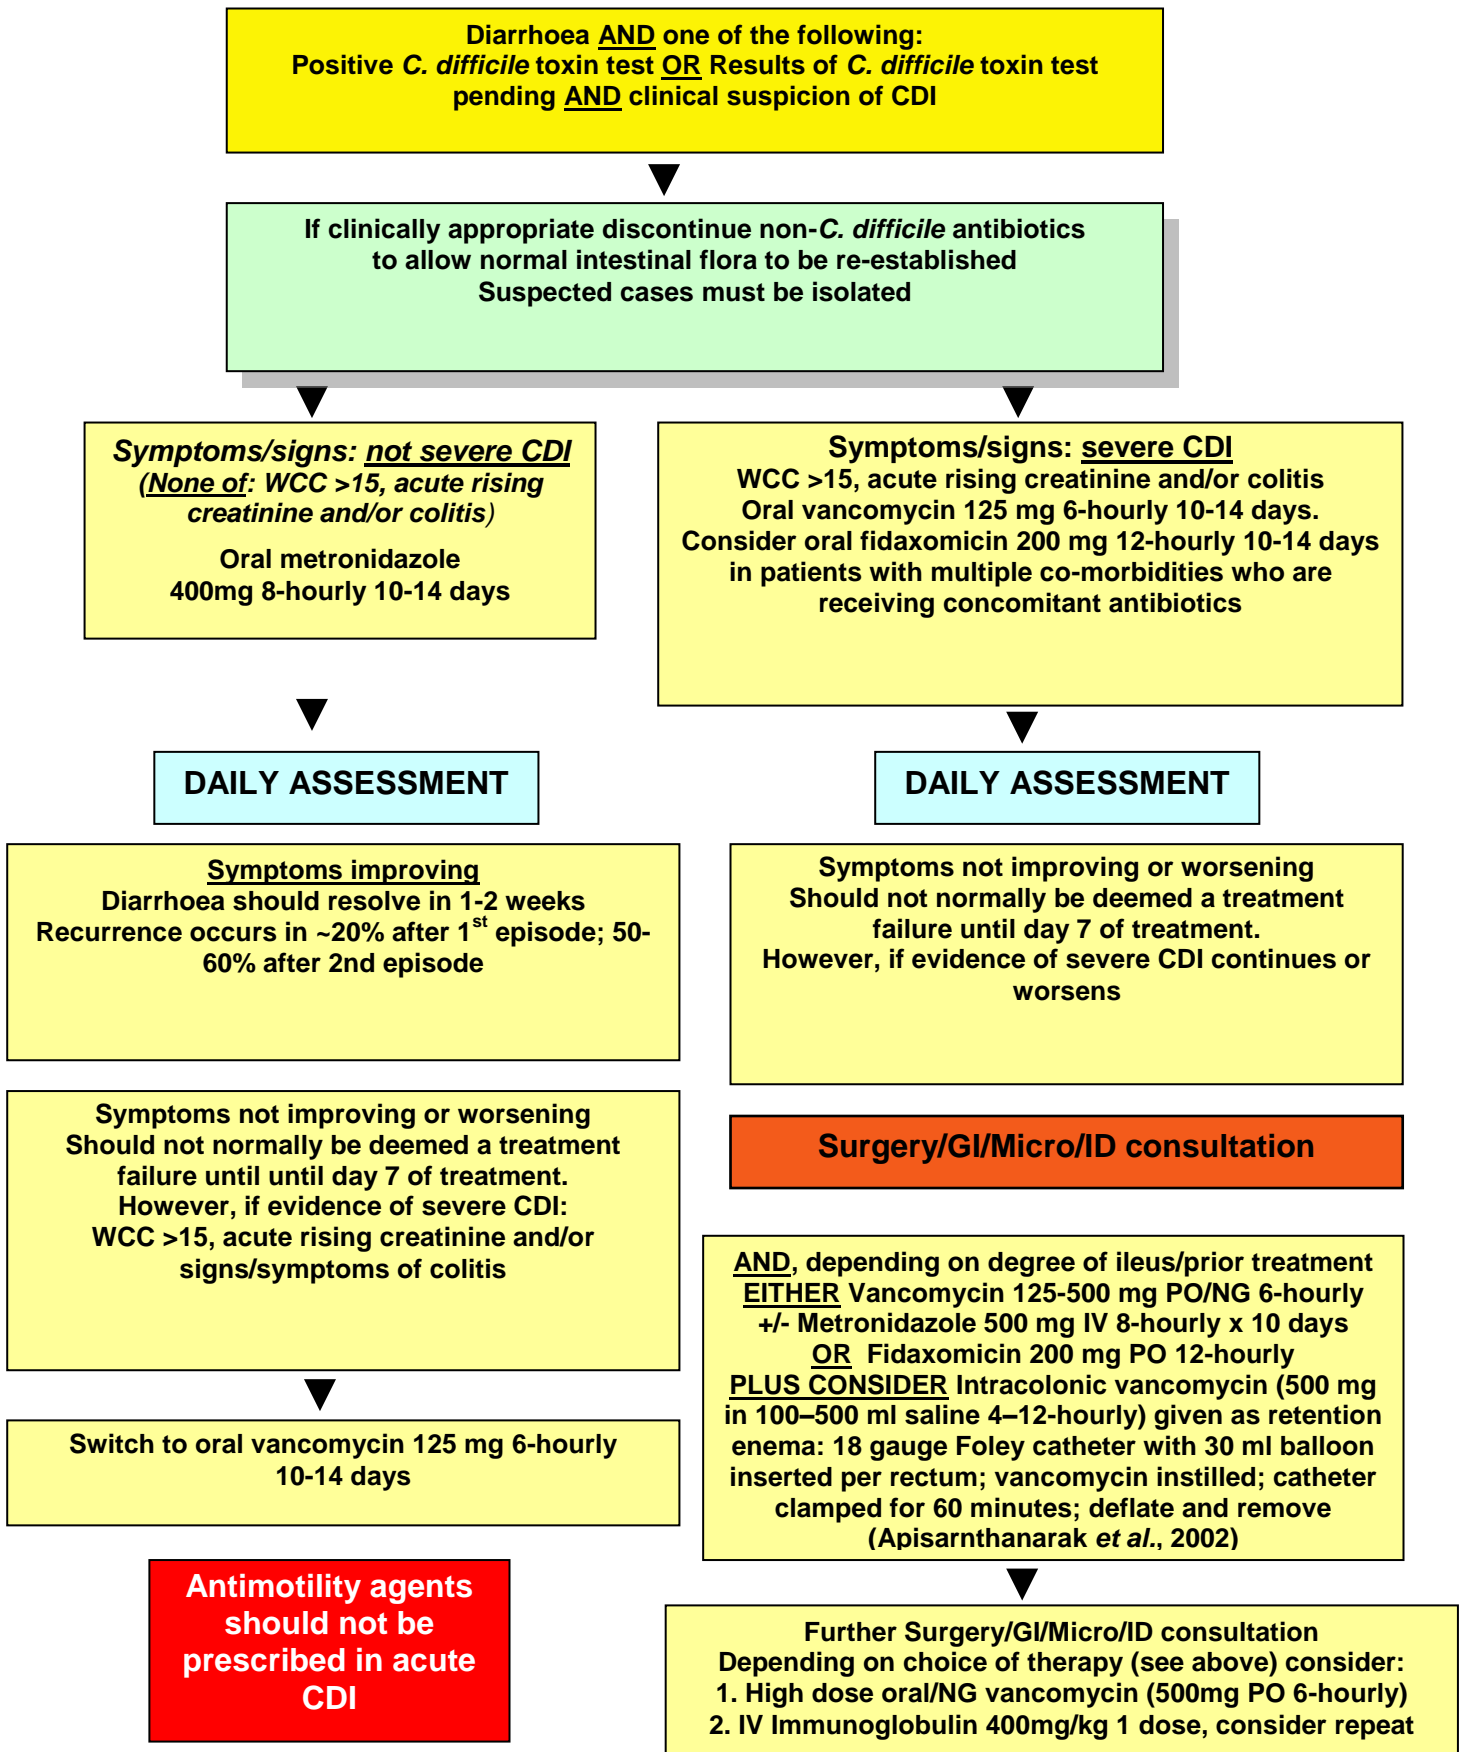 Diarrhoea AND one of the following:
Positive C. difficile toxin test OR Results of C. difficile toxin test
pending AND clinical suspicion of CDI
If clinically appropriate discontinue non-C. difficile antibiotics
to allow normal intestinal flora to be re-established
Suspected cases must be isolated
Symptoms/signs: not severe CDI
(None of: WCC >15, acute rising
creatinine and/or colitis)
Oral metronidazole
400mg 8-hourly 10-14 days
Symptoms/signs: severe CDI
WCC >15, acute rising creatinine and/or colitis
Oral vancomycin 125 mg 6-hourly 10-14 days.
Consider oral fidaxomicin 200 mg 12-hourly 10-14 days
in patients with multiple co-morbidities who are
receiving concomitant antibiotics
DAILY ASSESSMENT
Symptoms improving
Diarrhoea should resolve in 1-2 weeks
Recurrence occurs in ~20% after 1st episode; 50-
60% after 2nd episode
Symptoms not improving or worsening
Should not normally be deemed a treatment
failure until until day 7 of treatment.
However, if evidence of severe CDI:
WCC >15, acute rising creatinine and/or
signs/symptoms of colitis
Switch to oral vancomycin 125 mg 6-hourly
10-14 days
Antimotility agents
should not be
prescribed in acute
CDI
DAILY ASSESSMENT
Symptoms not improving or worsening
Should not normally be deemed a treatment
failure until day 7 of treatment.
However, if evidence of severe CDI continues or
worsens
Surgery/GI/Micro/ID consultation
AND, depending on degree of ileus/prior treatment
EITHER Vancomycin 125-500 mg PO/NG 6-hourly
+/- Metronidazole 500 mg IV 8-hourly x 10 days
OR Fidaxomicin 200 mg PO 12-hourly
PLUS CONSIDER Intracolonic vancomycin (500 mg
in 100–500 ml saline 4–12-hourly) given as retention
enema: 18 gauge Foley catheter with 30 ml balloon
inserted per rectum; vancomycin instilled; catheter
clamped for 60 minutes; deflate and remove
(Apisarnthanarak et al., 2002)
Further Surgery/GI/Micro/ID consultation
Depending on choice of therapy (see above) consider:
1. High dose oral/NG vancomycin (500mg PO 6-hourly)
2. IV Immunoglobulin 400mg/kg 1 dose, consider repeat